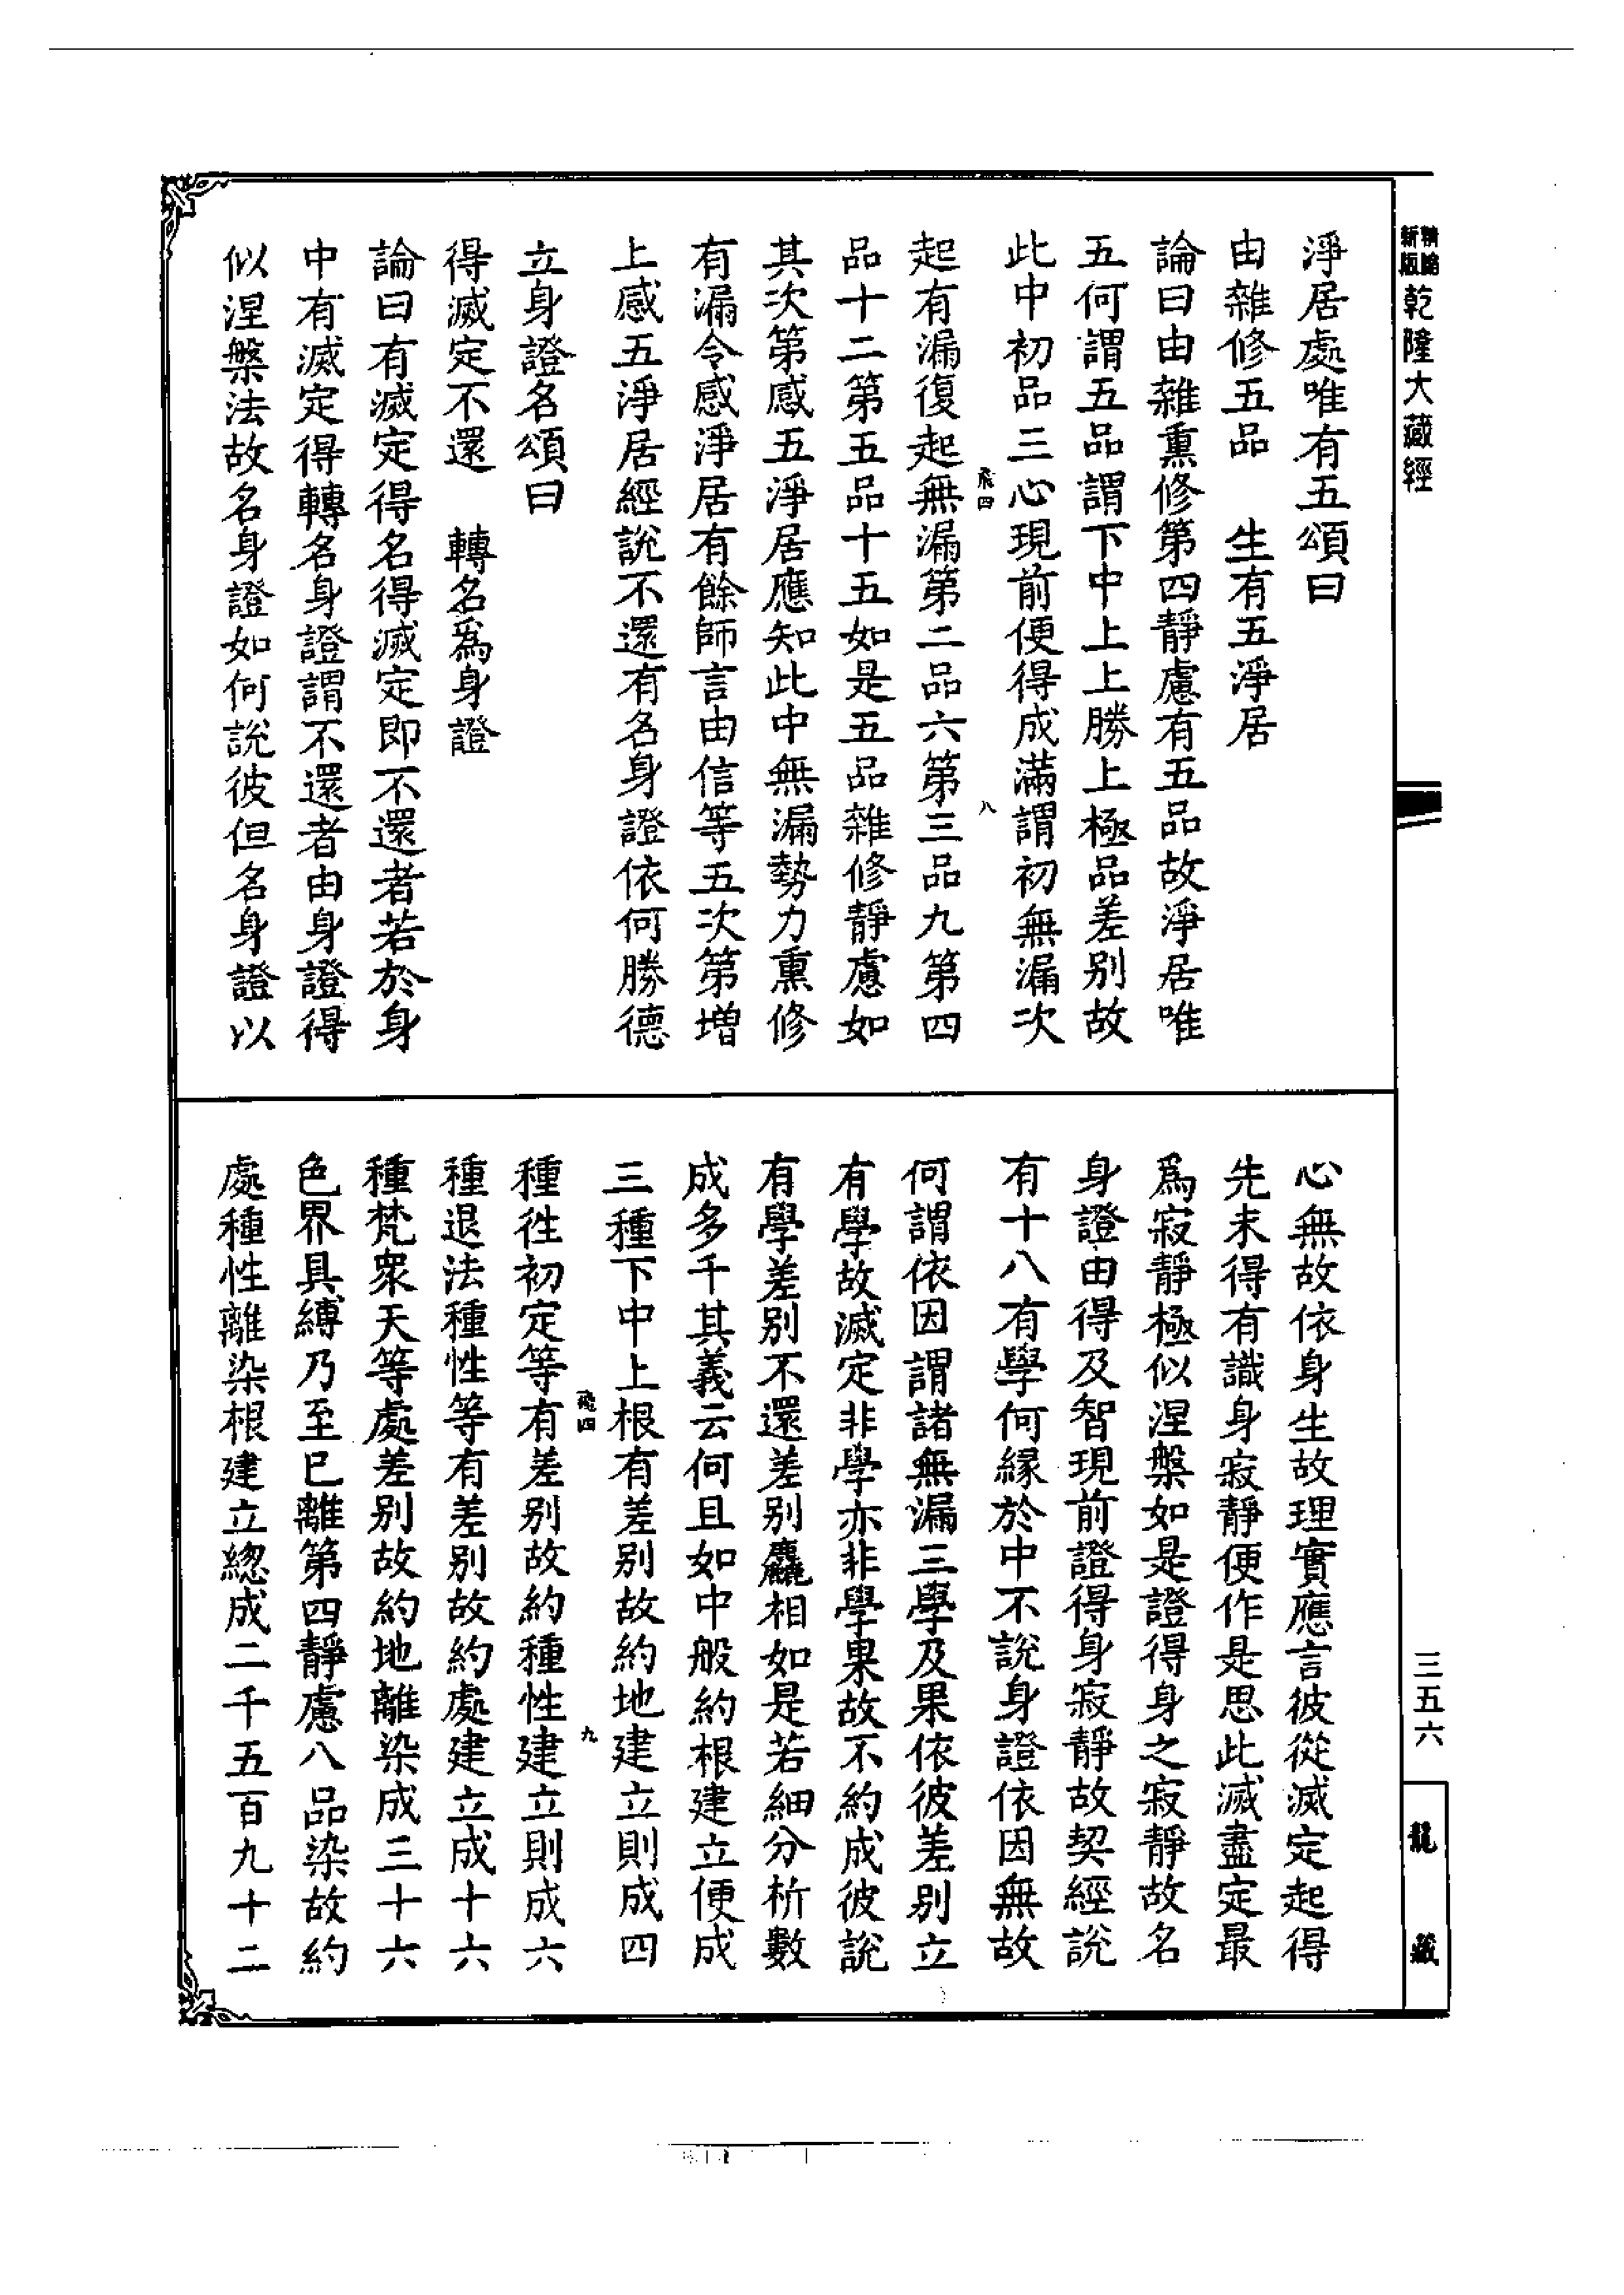 新版
精縮
乾隆大藏經
三五六
龍藏
淨居處唯有五頌曰
由雜修五品　生有五淨居
論曰由雜熏修第四靜慮有五品故淨居唯
五何謂五品謂下中上上勝上極品差別故
此中初品三心現前便得成滿謂初無漏次
飛四　八
起有漏復起無漏第二品六第三品九第四
品十二第五品十五如是五品雜修靜慮如
其次第感五淨居應知此中無漏勢力熏修
有漏令感淨居有餘師言由信等五次第增
上感五淨居經說不還有名身證依何勝德
立身證名頌曰
得滅定不還　轉名爲身證
論曰有滅定得名得滅定即不還者若於身
中有滅定得轉名身證謂不還者由身證得
似涅槃法故名身證如何說彼但名身證以
心無故依身生故理實應言彼從滅定起得
先未得有識身寂靜便作是思此滅盡定最
爲寂靜極似涅槃如是證得身之寂靜故名
身證由得及智現前證得身寂靜故契經說
有十八有學何緣於中不說身證依因無故
何謂依因謂諸無漏三學及果依彼差別立
有學故滅定非學亦非學果故不約成彼說
有學差別不還差別麤相如是若細分析數
成多千其義云何且如中般約根建立便成
三種下中上根有差別故約地建立則成四
飛四　九
種徃初定等有差別故約種性建立則成六
種退法種性等有差別故約處建立成十六
種梵衆天等處差別故約地離染成三十六
色界具縛乃至已離第四靜慮八品染故約
處種性離染根建立緫成二千五百九十二